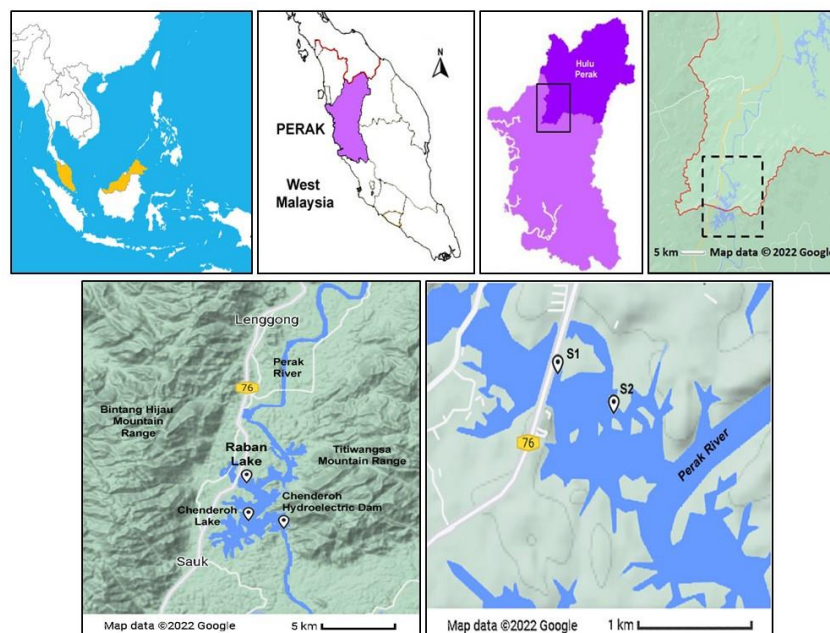 N
PERAK
West
Malaysia
Hulu
Perak
5 km
Map data ©2022 Google
Lenggong
Perak
River
76
Bintang Hijau
Mountain
Range
Raban
Lake
Titiwangsa
Mountain Range
Chenderoh
Lake
Chenderoh
Hydroelectric Dam
Sauk
Map data ©2022 Google
5 km
S1
S2
76
Perak River
Map data ©2022 Google
1 km